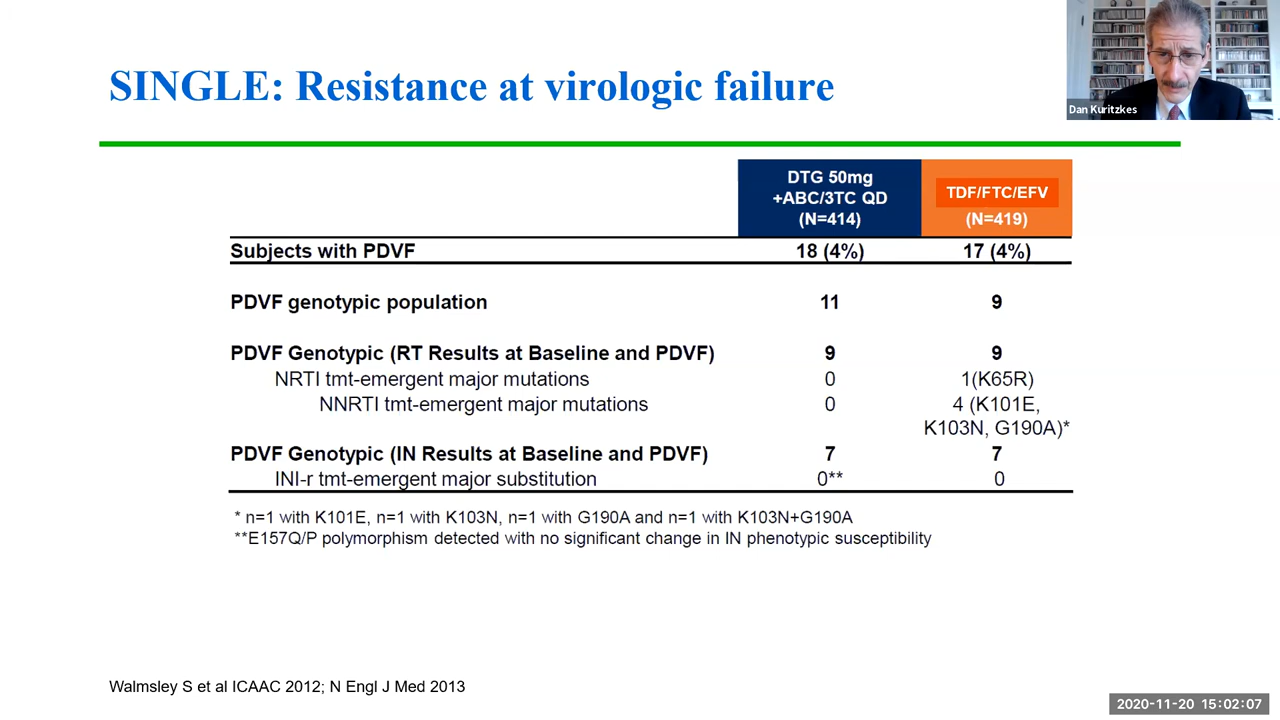 SINGLE: Resistance at virologic failure
Dan Kuritzkes
DTG 50mg
+ABC/3TC QD
(N=414)
TDF/FTC/EFV
(N=419)
Subjects with PDVF 18 (4%) 17 (4%)
PDVF genotypic population 11 9
PDVF Genotypic (RT Results at Baseline and PDVF) 9 9
NRTI tmt-emergent major mutations 0 1(K65R)
NNRTI tmt-emergent major mutations 0 4 (K101E,
K103N, G190A)*
PDVF Genotypic (IN Results at Baseline and PDVF) 7 7
INI-r tmt-emergent major substitution 0** 0
* n=1 with K101E, n=1 with K103N, n=1 with G190A and n=1 with K103N+G190A
**E157Q/P polymorphism detected with no significant change in IN phenotypic susceptibility
Walmsley S et al ICAAC 2012; N Engl J Med 2013
2020-11-20 15:02:07